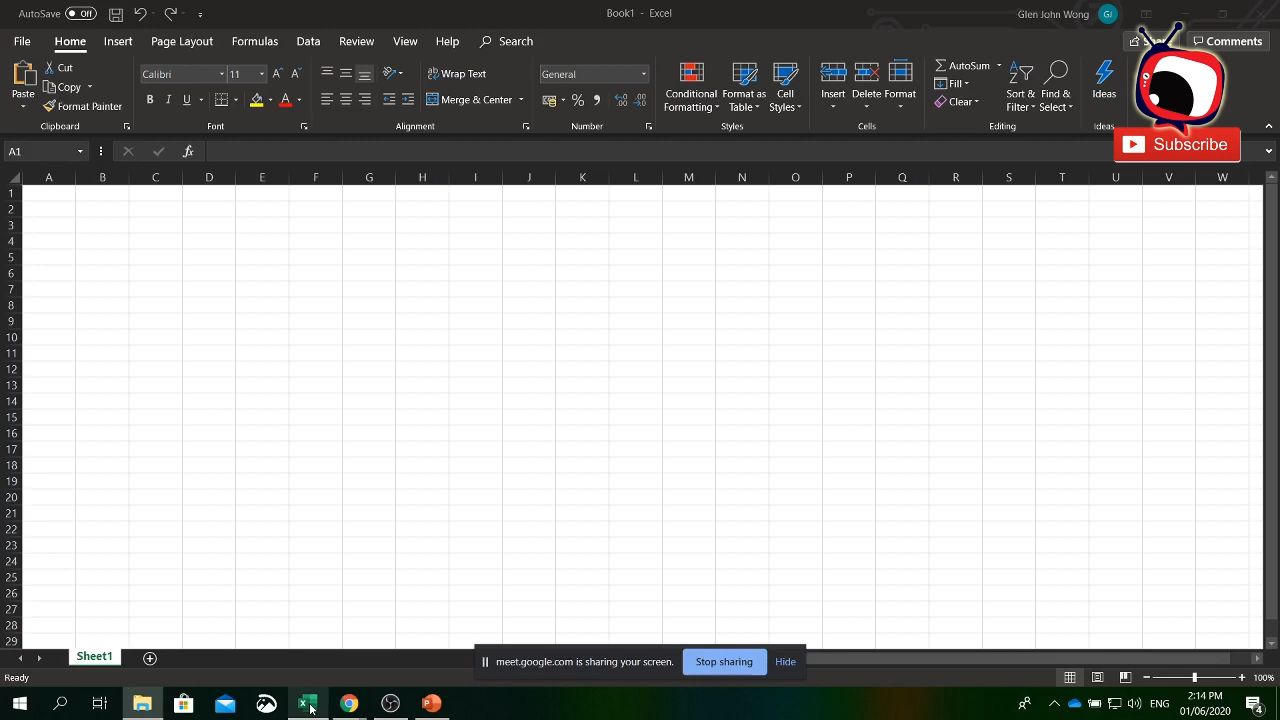 AutoSave Off
Book1 - Excel
Glen John Wong
GJ
File Home Insert Page Layout Formulas Data Review View Help Search
Comments
Paste
Cut
Copy
Format Painter
Clipboard
Calibri 11
B I U
Font
Wrap Text
Merge & Center
Alignment
General
Number
Conditional Formatting
Format as Table
Cell Styles
Styles
Insert Delete Format
Cells
AutoSum
Fill
Clear
Sort & Filter
Find & Select
Editing
Ideas
Ideas
Subscribe
A1
fx
A B C D E F G H I J K L M N O P Q R S T U V W
1
2
3
4
5
6
7
8
9
10
11
12
13
14
15
16
17
18
19
20
21
22
23
24
25
26
27
28
29
Sheet1
meet.google.com is sharing your screen.
Stop sharing
Hide
Ready
100%
2:14 PM
01/06/2020
4